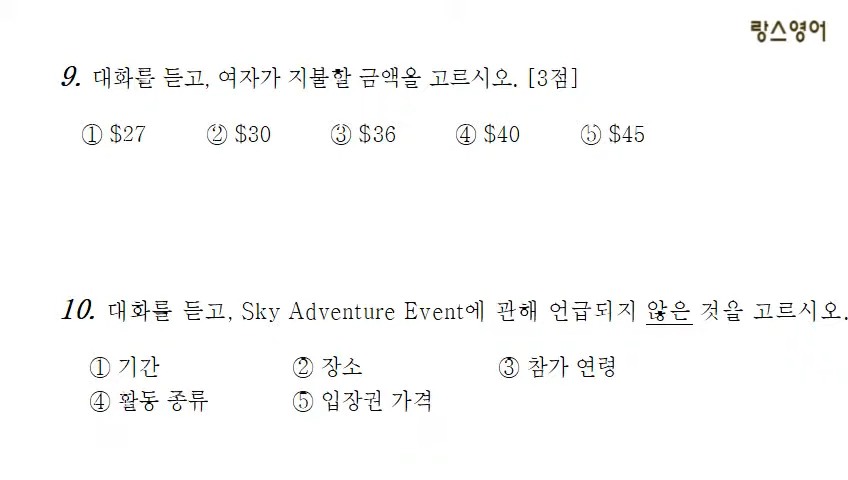 랑스영어
9. 대화를 듣고, 여자가 지불할 금액을 고르시오. [3점]
① $27 ② $30 ③ $36 ④ $40 ⑤ $45
10. 대화를 듣고, Sky Adventure Event에 관해 언급되지 않은 것을 고르시오.
① 기간 ② 장소 ③ 참가 연령
④ 활동 종류 ⑤ 입장권 가격